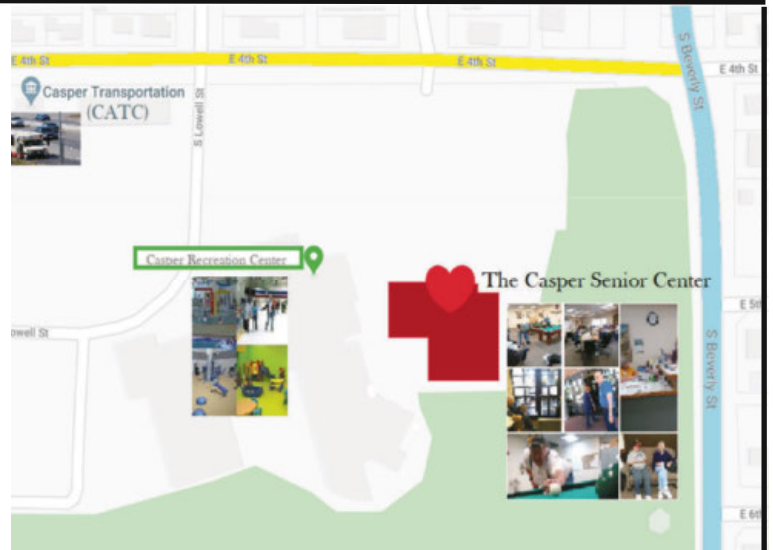 E 4th St
E 4th St
E 4th St
E 4th St
S Beverly St
Casper Transportation
(CATC)
S Lowell St
Casper Recreation Center
The Casper Senior Center
E 5th
owell St
S Beverly St
E 6th